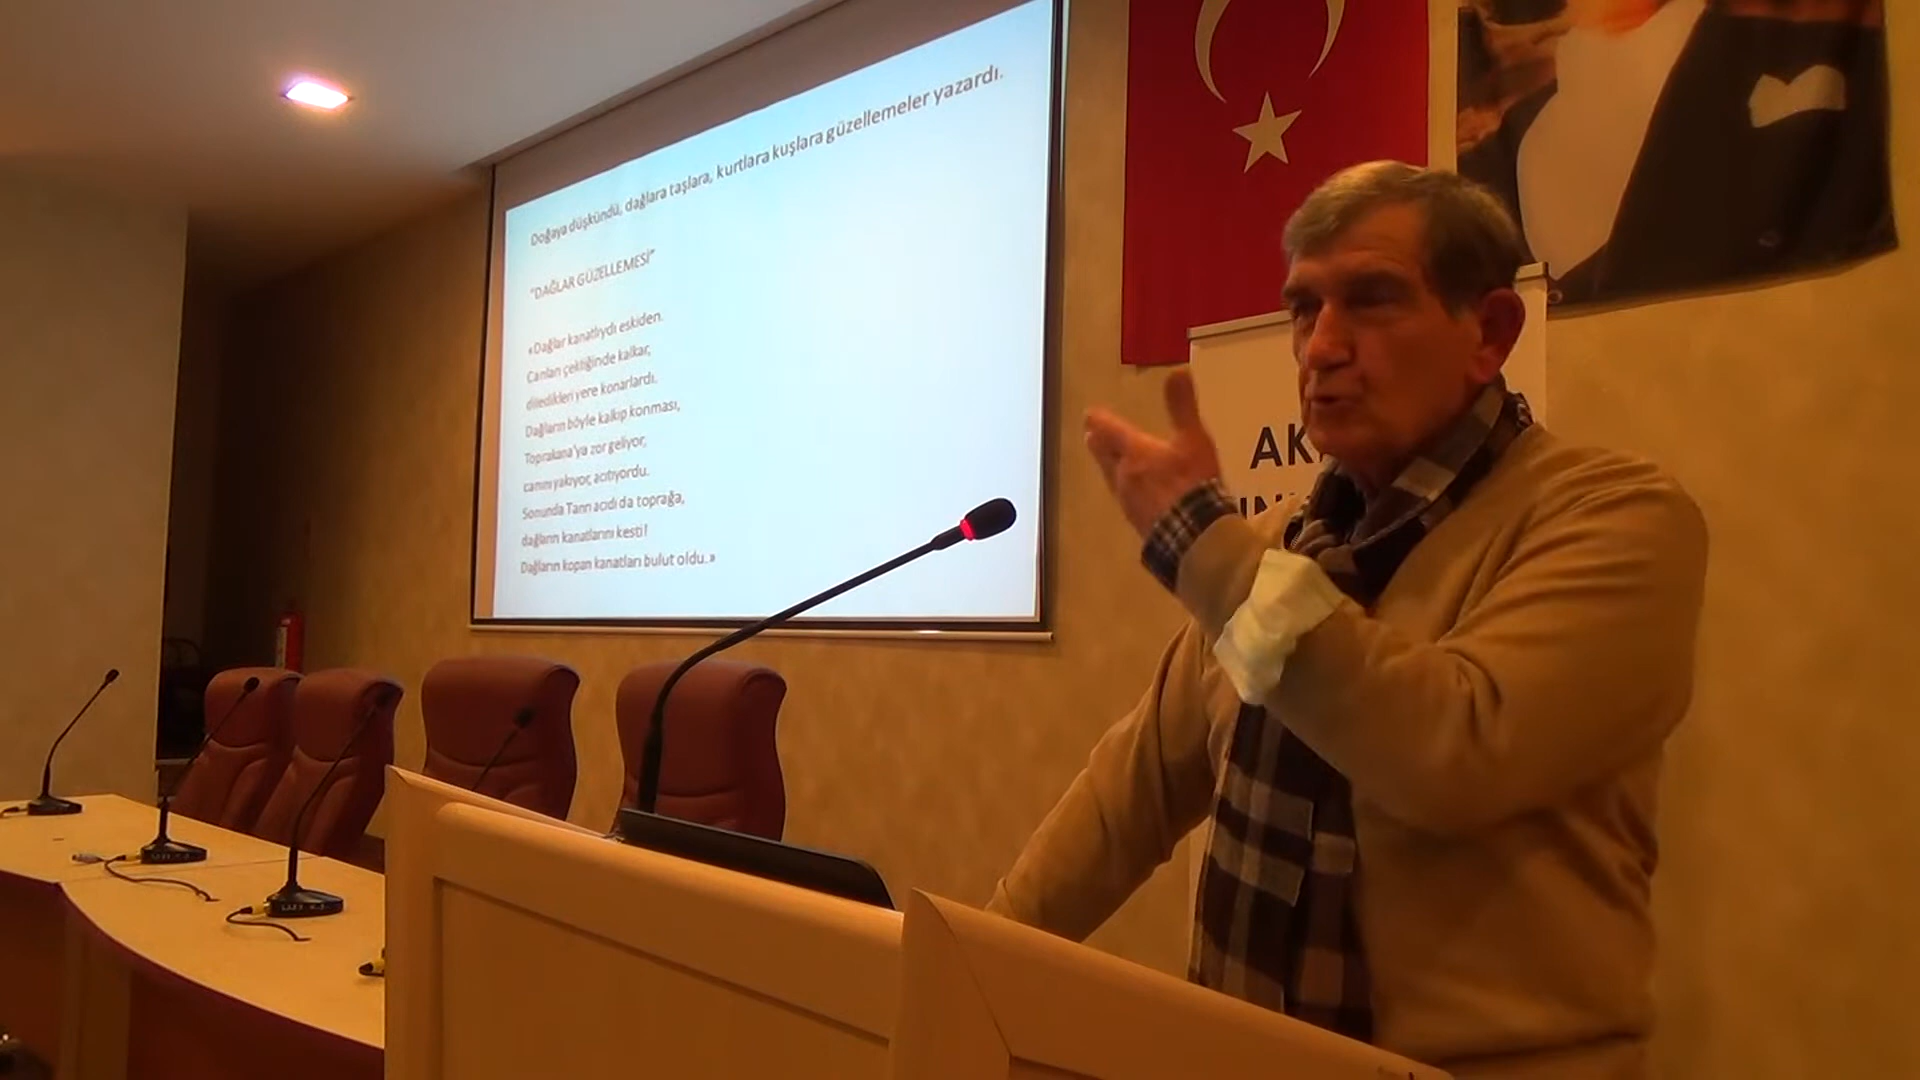 Doğaya düşkündü, dağlara taşlara, kurtlara kuşlara güzellemeler yazardı.
"DAĞLAR GÜZELLEMESİ"
«Dağlar kanatlıydı eskiden.
Canları çektiğinde kalkar,
diledikleri yere konarlardı.
Dağların böyle kalkıp konması,
Toprakana'ya zor geliyor,
canını yakıyor, acıtıyordu.
Sonunda Tanrı acıdı da toprağa,
dağların kanatlarını kesti!
Dağların kopan kanatları bulut oldu.»